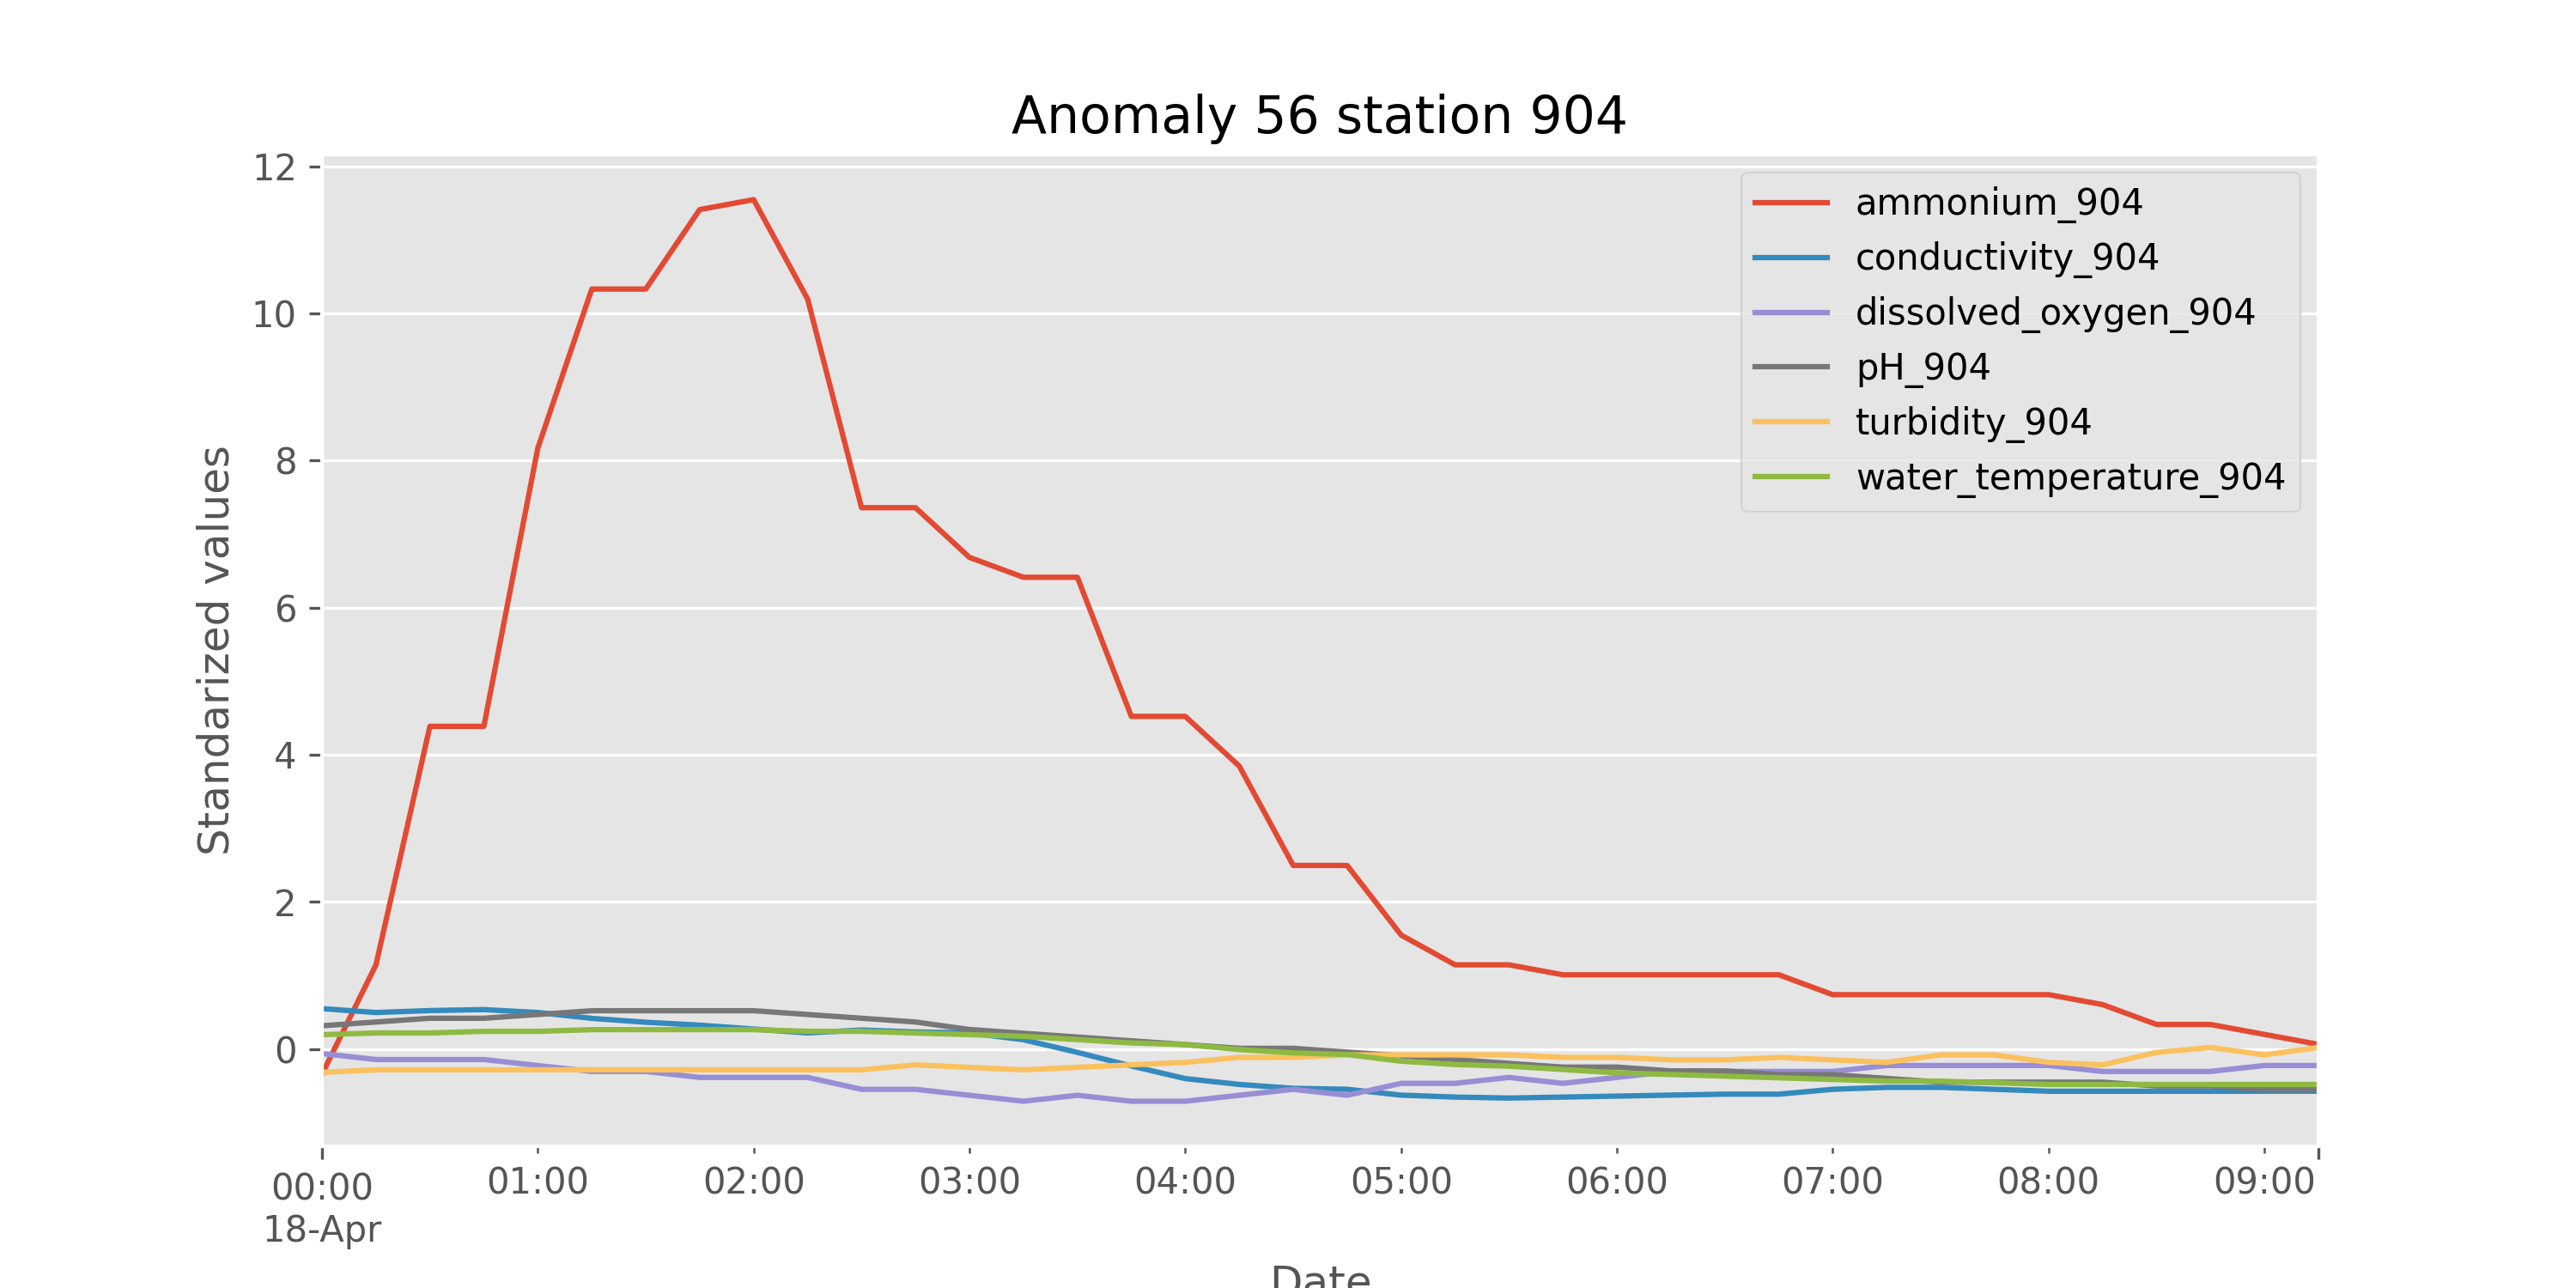 Anomaly 56 station 904
12
10
8
6
4
2
0
Standarized values
ammonium_904
conductivity_904
dissolved_oxygen_904
pH_904
turbidity_904
water_temperature_904
00:00 01:00 02:00 03:00 04:00 05:00 06:00 07:00 08:00 09:00
18-Apr
Date